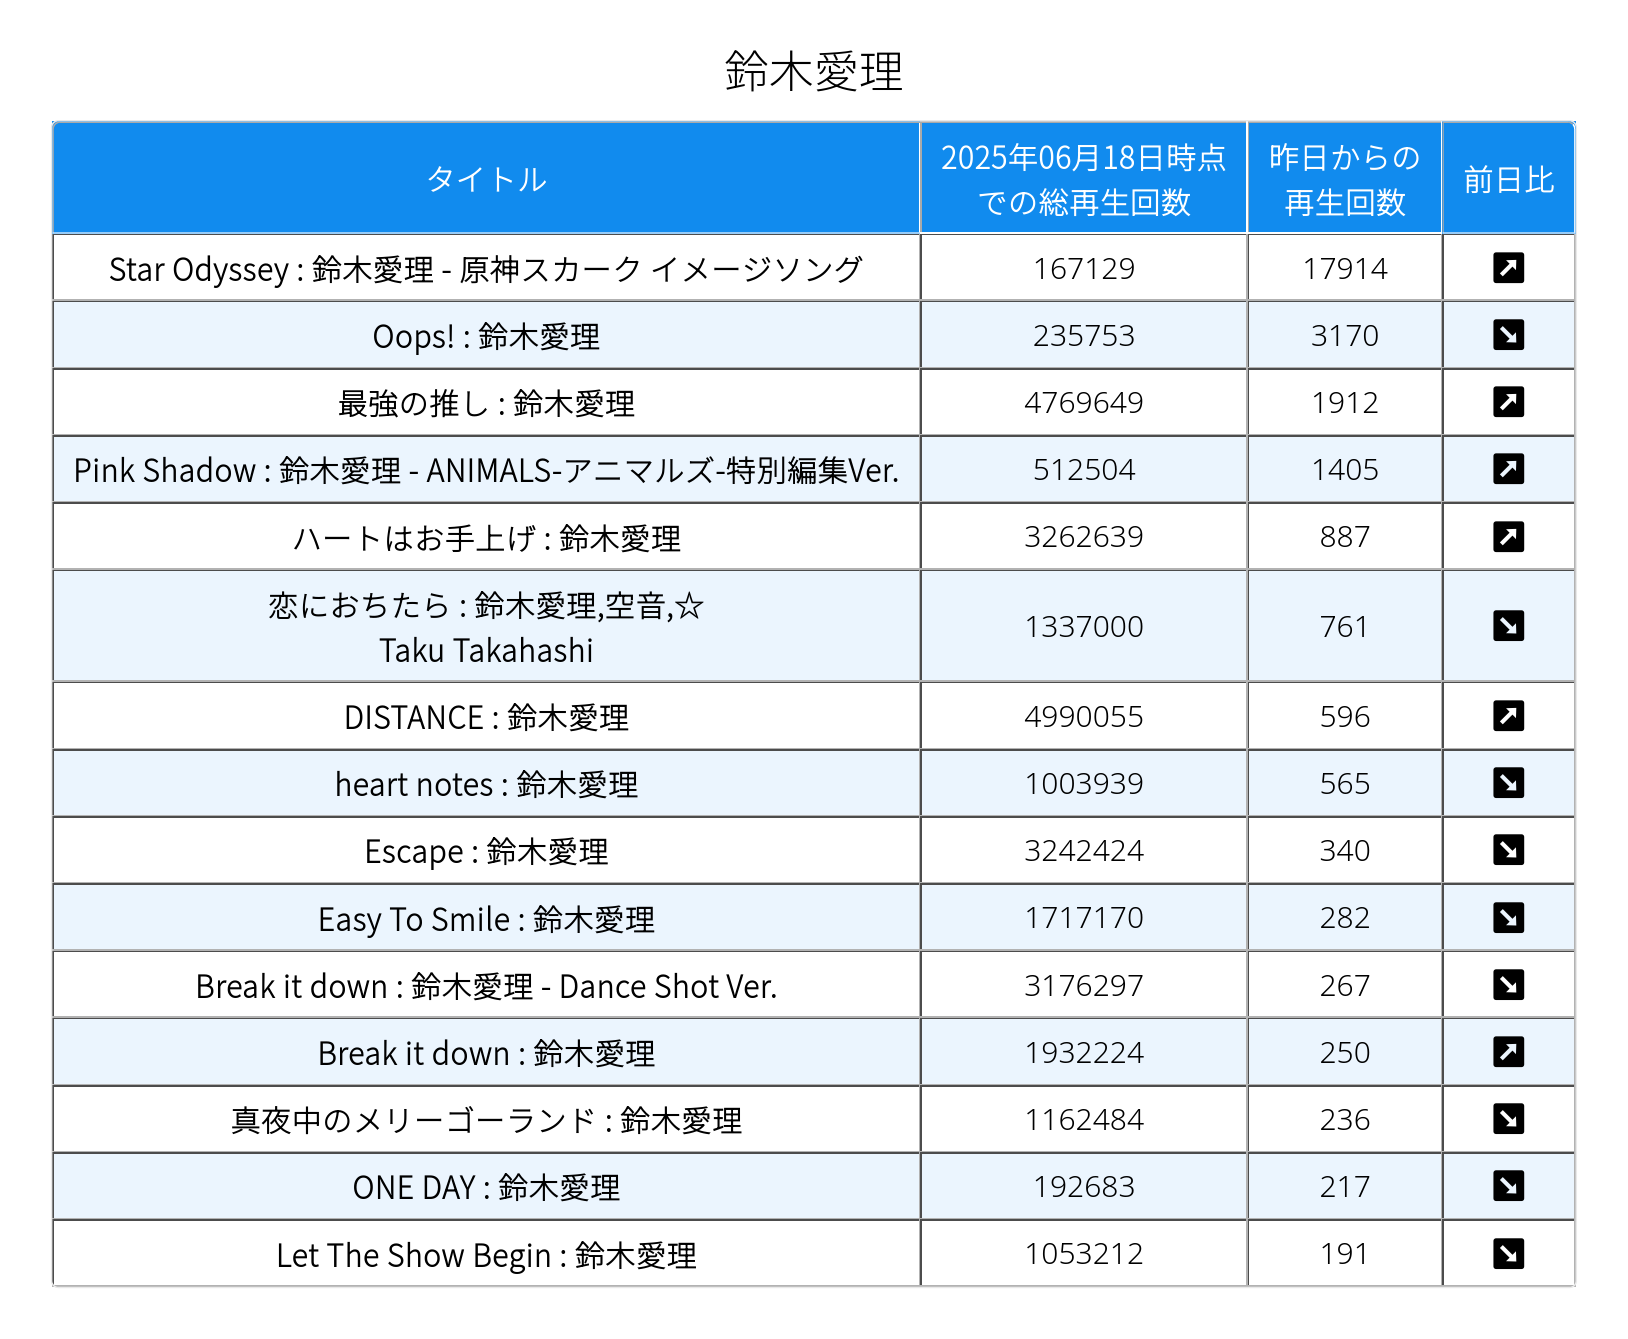 鈴木愛理
タイトル
2025年06月18日時点
での総再生回数
昨日からの
再生回数
前日比
Star Odyssey : 鈴木愛理 - 原神スカーク イメージソング 167129 17914
Oops! : 鈴木愛理 235753 3170
最強の推し : 鈴木愛理 4769649 1912
Pink Shadow : 鈴木愛理 - ANIMALS-アニマルズ-特別編集Ver. 512504 1405
ハートはお手上げ : 鈴木愛理 3262639 887
恋におちたら : 鈴木愛理,空音,☆
Taku Takahashi 1337000 761
DISTANCE : 鈴木愛理 4990055 596
heart notes : 鈴木愛理 1003939 565
Escape : 鈴木愛理 3242424 340
Easy To Smile : 鈴木愛理 1717170 282
Break it down : 鈴木愛理 - Dance Shot Ver. 3176297 267
Break it down : 鈴木愛理 1932224 250
真夜中のメリーゴーランド : 鈴木愛理 1162484 236
ONE DAY : 鈴木愛理 192683 217
Let The Show Begin : 鈴木愛理 1053212 191